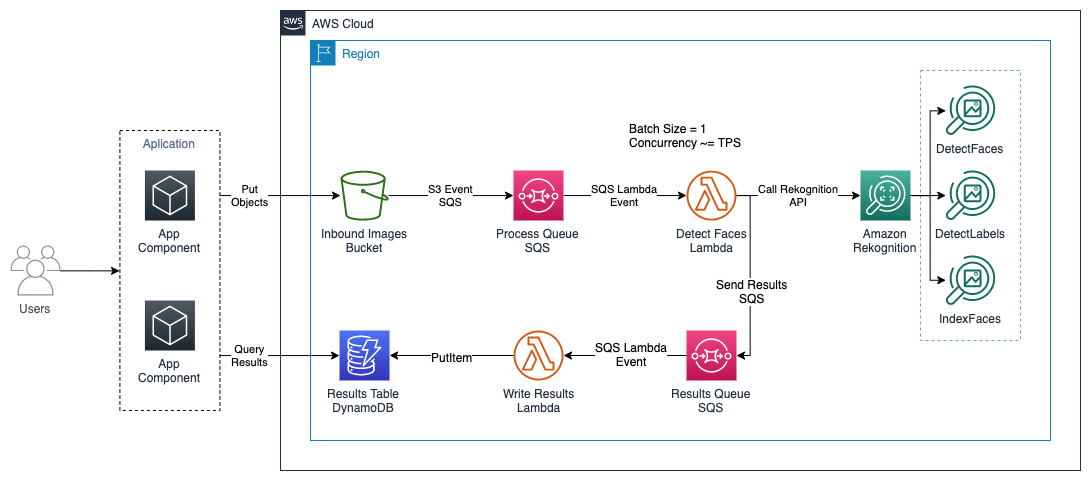 aws
AWS Cloud
Region
Aplication
App
Component
App
Component
Users
Put
Objects
Inbound Images
Bucket
S3 Event
SQS
Process Queue
SQS
SQS Lambda
Event
Batch Size = 1
Concurrency ~= TPS
Detect Faces
Lambda
Call Rekognition
API
Amazon
Rekognition
DetectFaces
DetectLabels
IndexFaces
Send Results
SQS
Query
Results
Results Table
DynamoDB
PutItem
Write Results
Lambda
SQS Lambda
Event
Results Queue
SQS